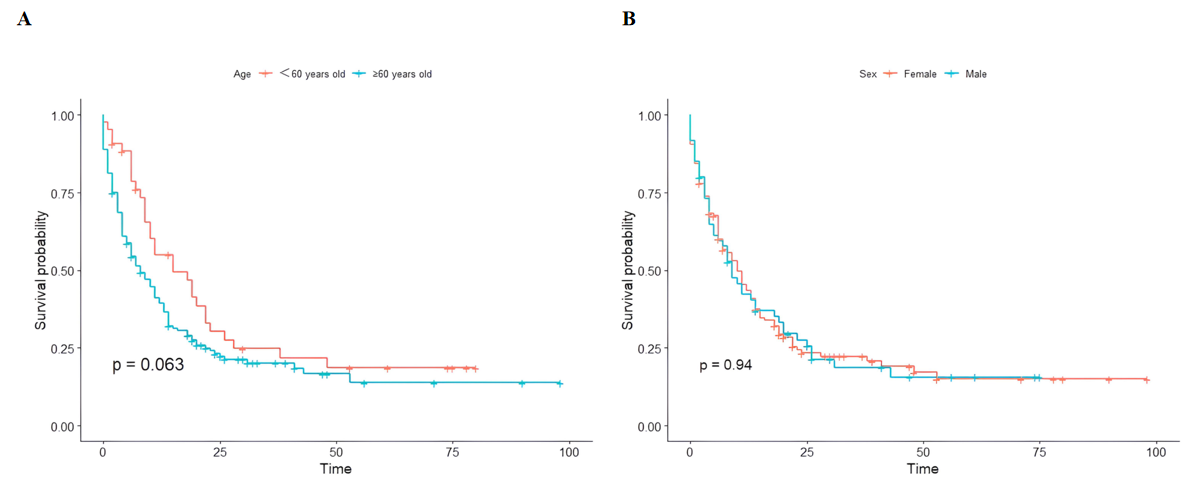 A
Age < 60 years old ≥60 years old
Survival probability
1.00
0.75
0.50
0.25
0.00
p = 0.063
0 25 50 75 100
Time
B
Sex Female Male
Survival probability
1.00
0.75
0.50
0.25
0.00
p = 0.94
0 25 50 75 100
Time